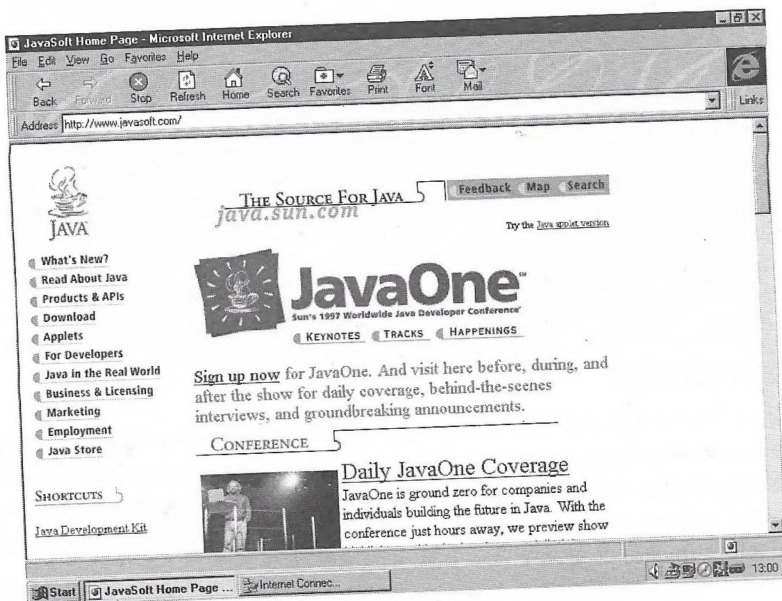 JavaSoft Home Page - Microsoft Internet Explorer
File Edit View Go Favorites Help
Back Forward Stop Refresh Home Search Favorites Print Font Mail
Address http://www.javasoft.com/
Links
JAVA
THE SOURCE FOR JAVA
java.sun.com
Feedback Map Search
Try the Java applet version
What's New?
Read About Java
Products & APIs
Download
Applets
For Developers
Java in the Real World
Business & Licensing
Marketing
Employment
Java Store
SHORTCUTS
Java Development Kit
JavaOne
Sun's 1997 Worldwide Java Developer Conference
KEYNOTES TRACKS HAPPENINGS
Sign up now for JavaOne. And visit here before, during, and
after the show for daily coverage, behind-the-scenes
interviews, and groundbreaking announcements.
CONFERENCE
Daily JavaOne Coverage
JavaOne is ground zero for companies and
individuals building the future in Java. With the
conference just hours away, we preview show
Start JavaSoft Home Page ... Internet Connec... 13:00